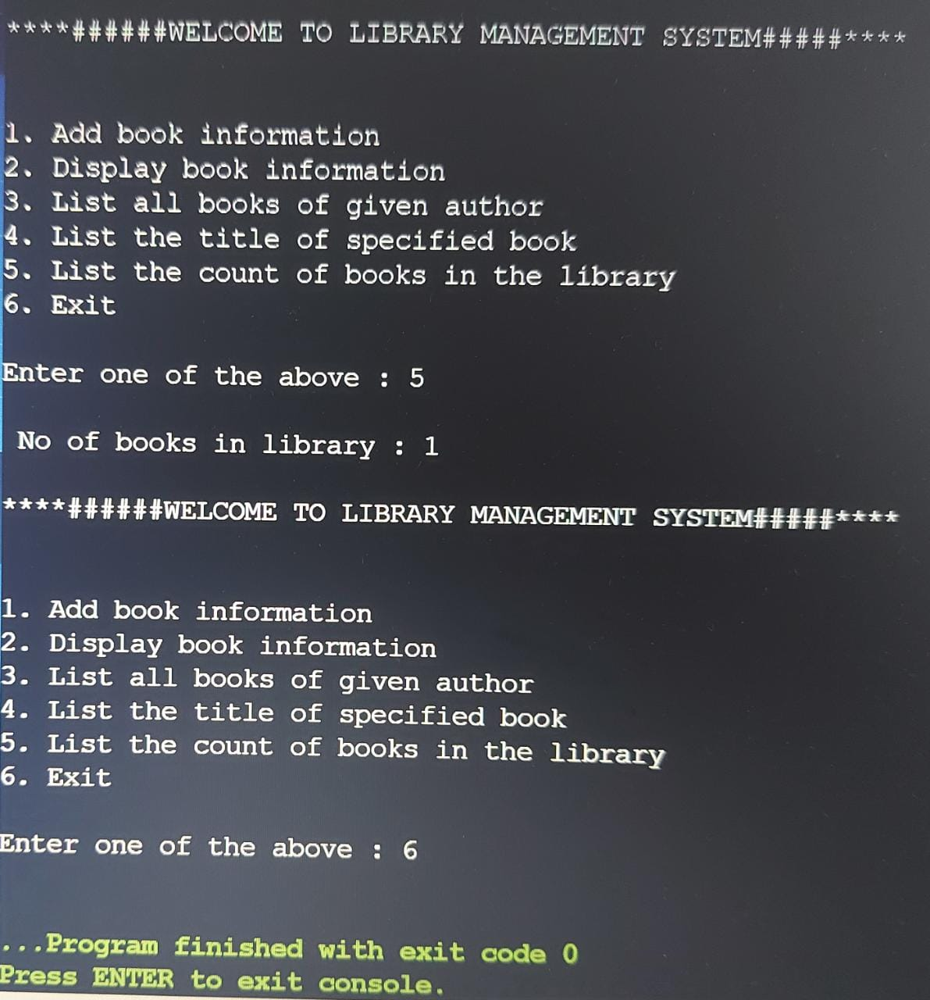 ****######WELCOME TO LIBRARY MANAGEMENT SYSTEM#####****
1. Add book information
2. Display book information
3. List all books of given author
4. List the title of specified book
5. List the count of books in the library
6. Exit
Enter one of the above : 5
No of books in library : 1
****######WELCOME TO LIBRARY MANAGEMENT SYSTEM#####****
1. Add book information
2. Display book information
3. List all books of given author
4. List the title of specified book
5. List the count of books in the library
6. Exit
Enter one of the above : 6
...Program finished with exit code 0
Press ENTER to exit console.